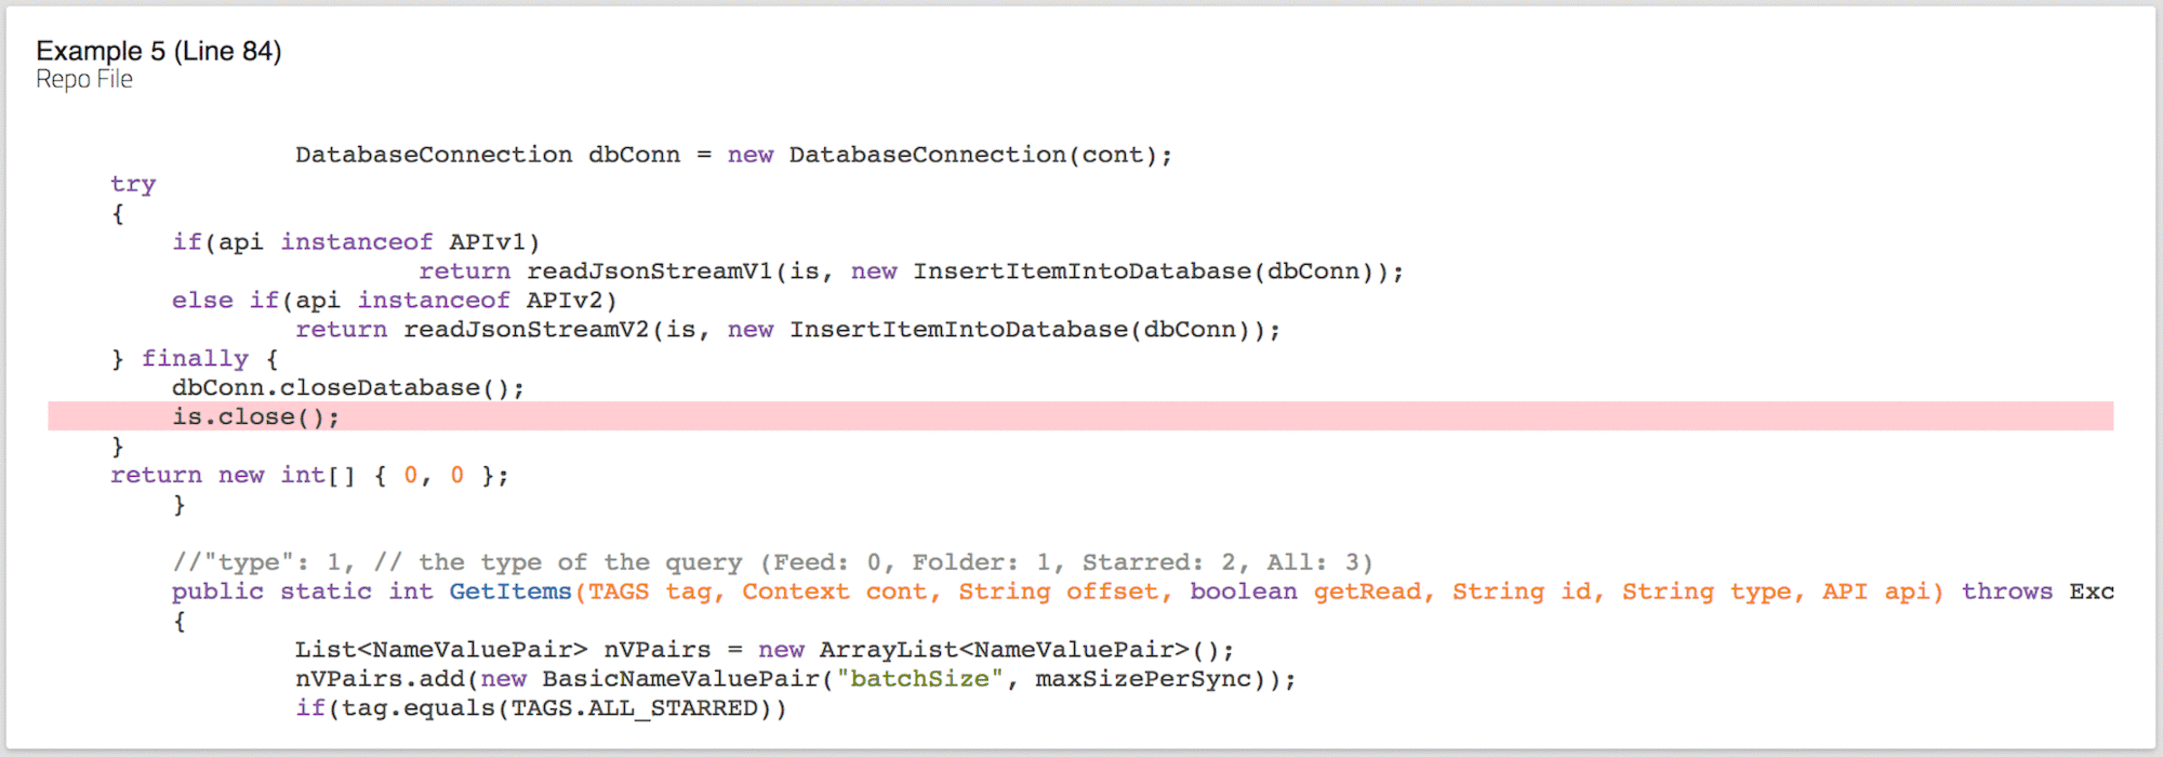 Example 5 (Line 84)
Repo File
DatabaseConnection dbConn = new DatabaseConnection(cont);
try
{
if(api instanceof APIv1)
return readJsonStreamV1(is, new InsertItemIntoDatabase(dbConn));
else if(api instanceof APIv2)
return readJsonStreamV2(is, new InsertItemIntoDatabase(dbConn));
} finally {
dbConn.closeDatabase();
is.close();
}
return new int[] { 0, 0 };
}
//"type": 1, // the type of the query (Feed: 0, Folder: 1, Starred: 2, All: 3)
public static int GetItems(TAGS tag, Context cont, String offset, boolean getRead, String id, String type, API api) throws Exc
{
List<NameValuePair> nVPairs = new ArrayList<NameValuePair>();
nVPairs.add(new BasicNameValuePair("batchSize", maxSizePerSync));
if(tag.equals(TAGS.ALL_STARRED))